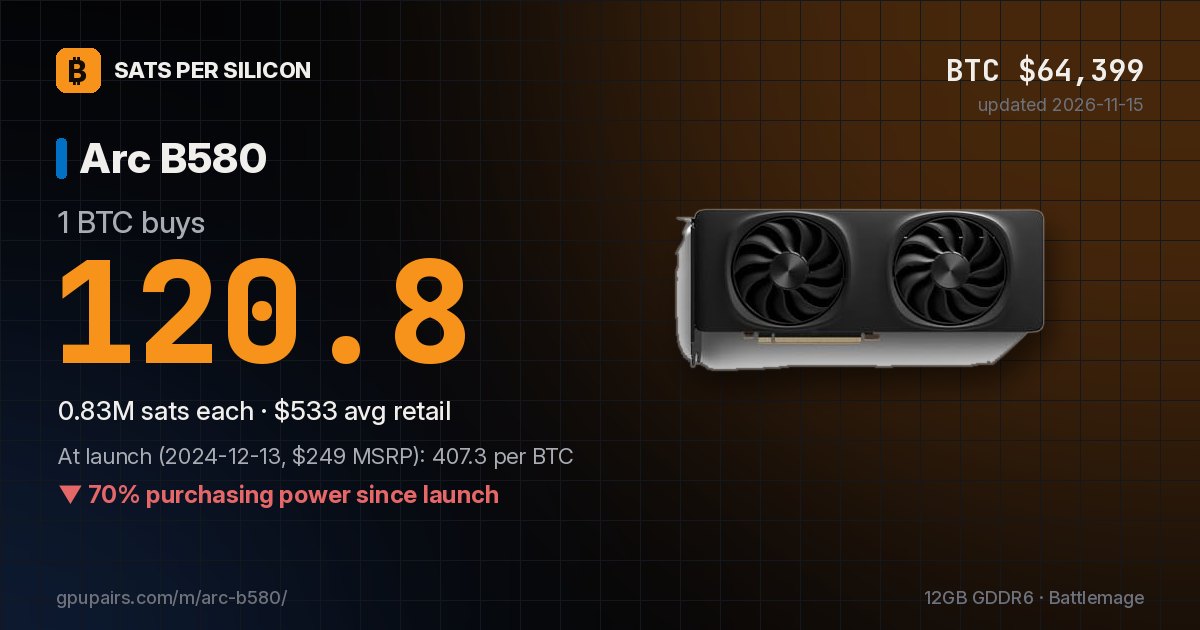 SATS PER SILICON
BTC $64,399
updated 2026-11-15
Arc B580
1 BTC buys
120.8
0.83M sats each · $533 avg retail
At launch (2024-12-13, $249 MSRP): 407.3 per BTC
▼ 70% purchasing power since launch
gpupairs.com/m/arc-b580/
12GB GDDR6 · Battlemage